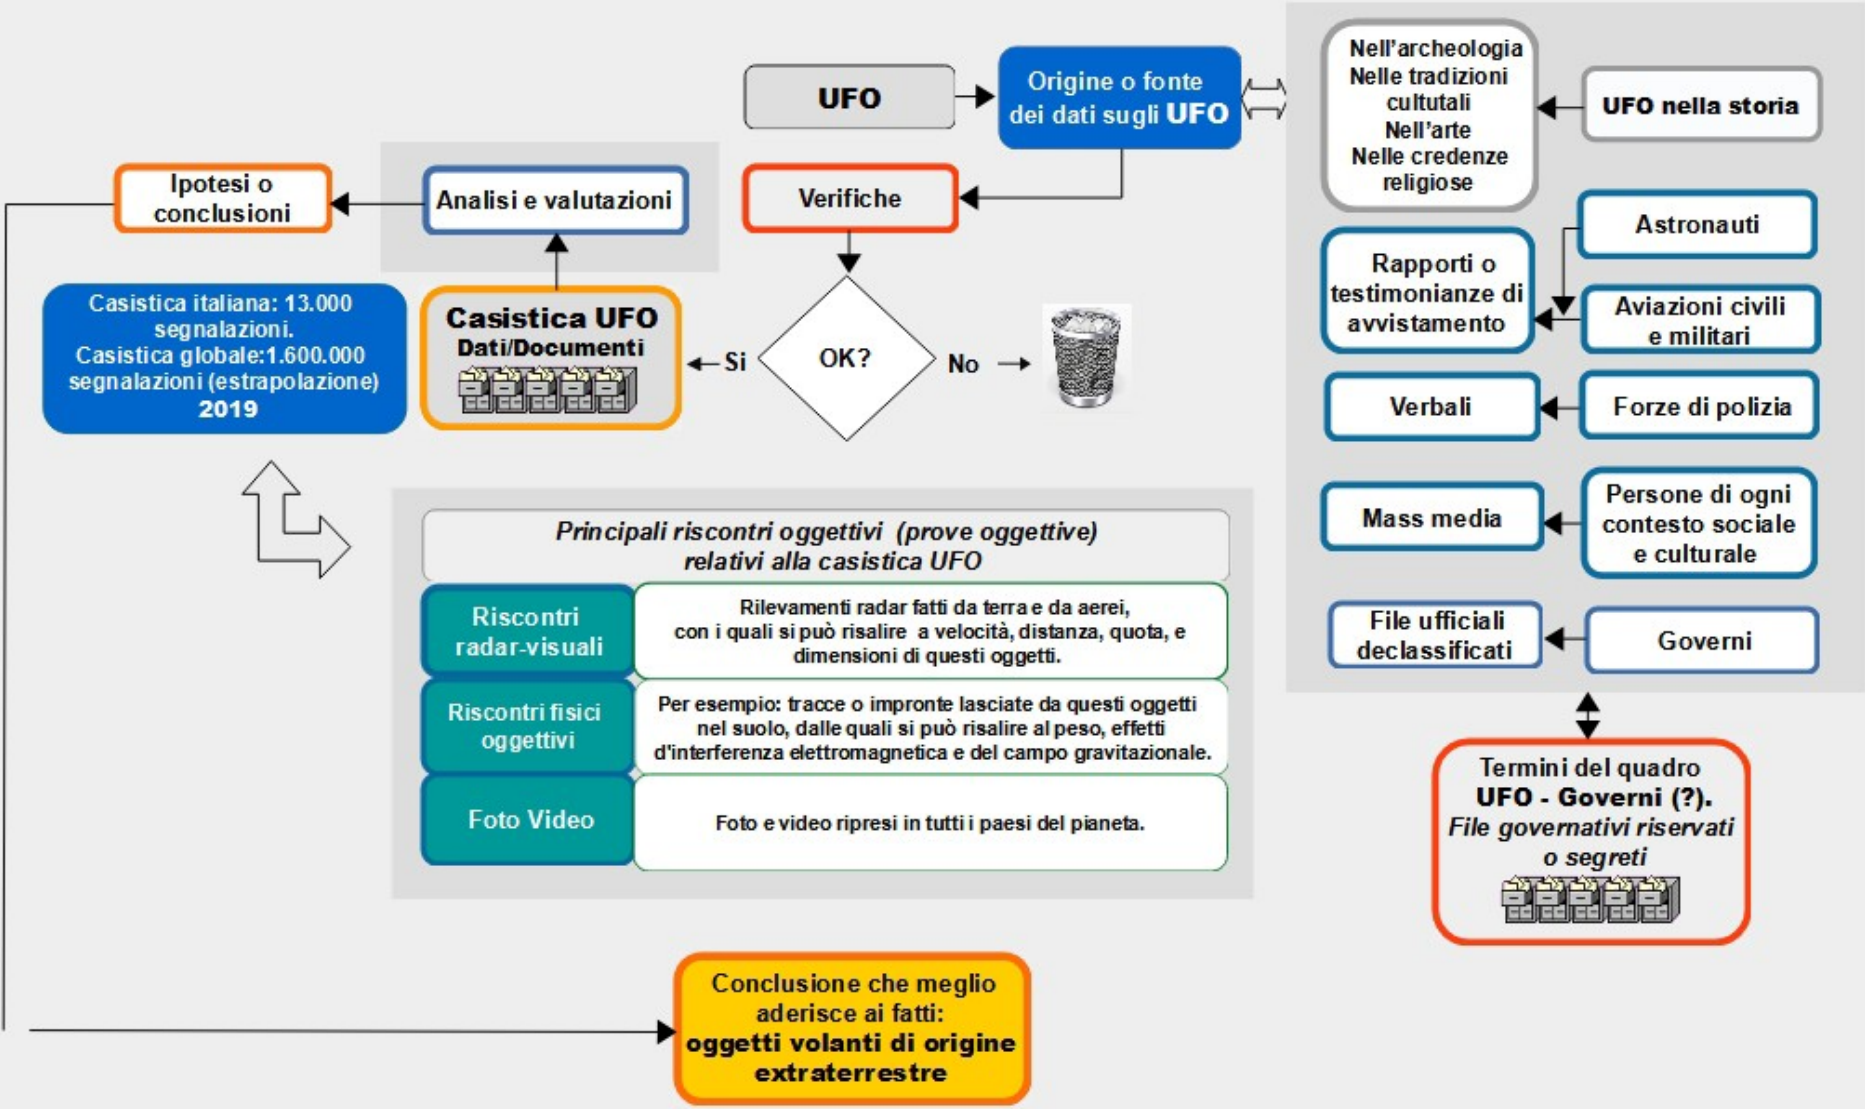 UFO
Origine o fonte
dei dati sugli UFO
Nell'archeologia
Nelle tradizioni
cultutali
Nell'arte
Nelle credenze
religiose
UFO nella storia
Astronauti
Rapporti o
testimonianze di
avvistamento
Aviazioni civili
e militari
Verbali
Forze di polizia
Mass media
Persone di ogni
contesto sociale
e culturale
File ufficiali
declassificati
Governi
Termini del quadro
UFO - Governi (?).
File governativi riservati
o segreti
Verifiche
OK?
Si
No
Casistica UFO
Dati/Documenti
Analisi e valutazioni
Ipotesi o
conclusioni
Casistica italiana: 13.000
segnalazioni.
Casistica globale:1.600.000
segnalazioni (estrapolazione)
2019
Principali riscontri oggettivi (prove oggettive)
relativi alla casistica UFO
Riscontri
radar-visuali
Rilevamenti radar fatti da terra e da aerei,
con i quali si può risalire a velocità, distanza, quota, e
dimensioni di questi oggetti.
Riscontri fisici
oggettivi
Per esempio: tracce o impronte lasciate da questi oggetti
nel suolo, dalle quali si può risalire al peso, effetti
d'interferenza elettromagnetica e del campo gravitazionale.
Foto Video
Foto e video ripresi in tutti i paesi del pianeta.
Conclusione che meglio
aderisce ai fatti:
oggetti volanti di origine
extraterrestre